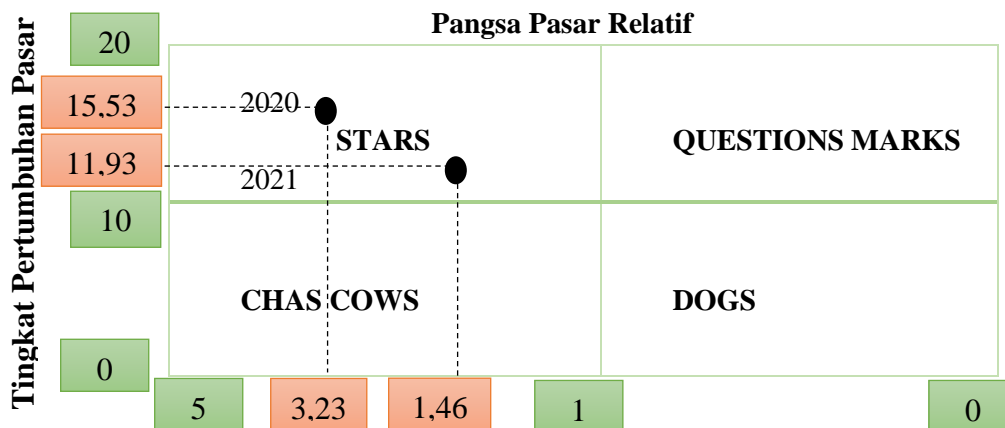 Pangsa Pasar Relatif
Tingkat Pertumbuhan Pasar
20
15,53
2020
STARS
QUESTIONS MARKS
11,93
2021
10
CHAS COWS
DOGS
0
5
3,23
1,46
1
0